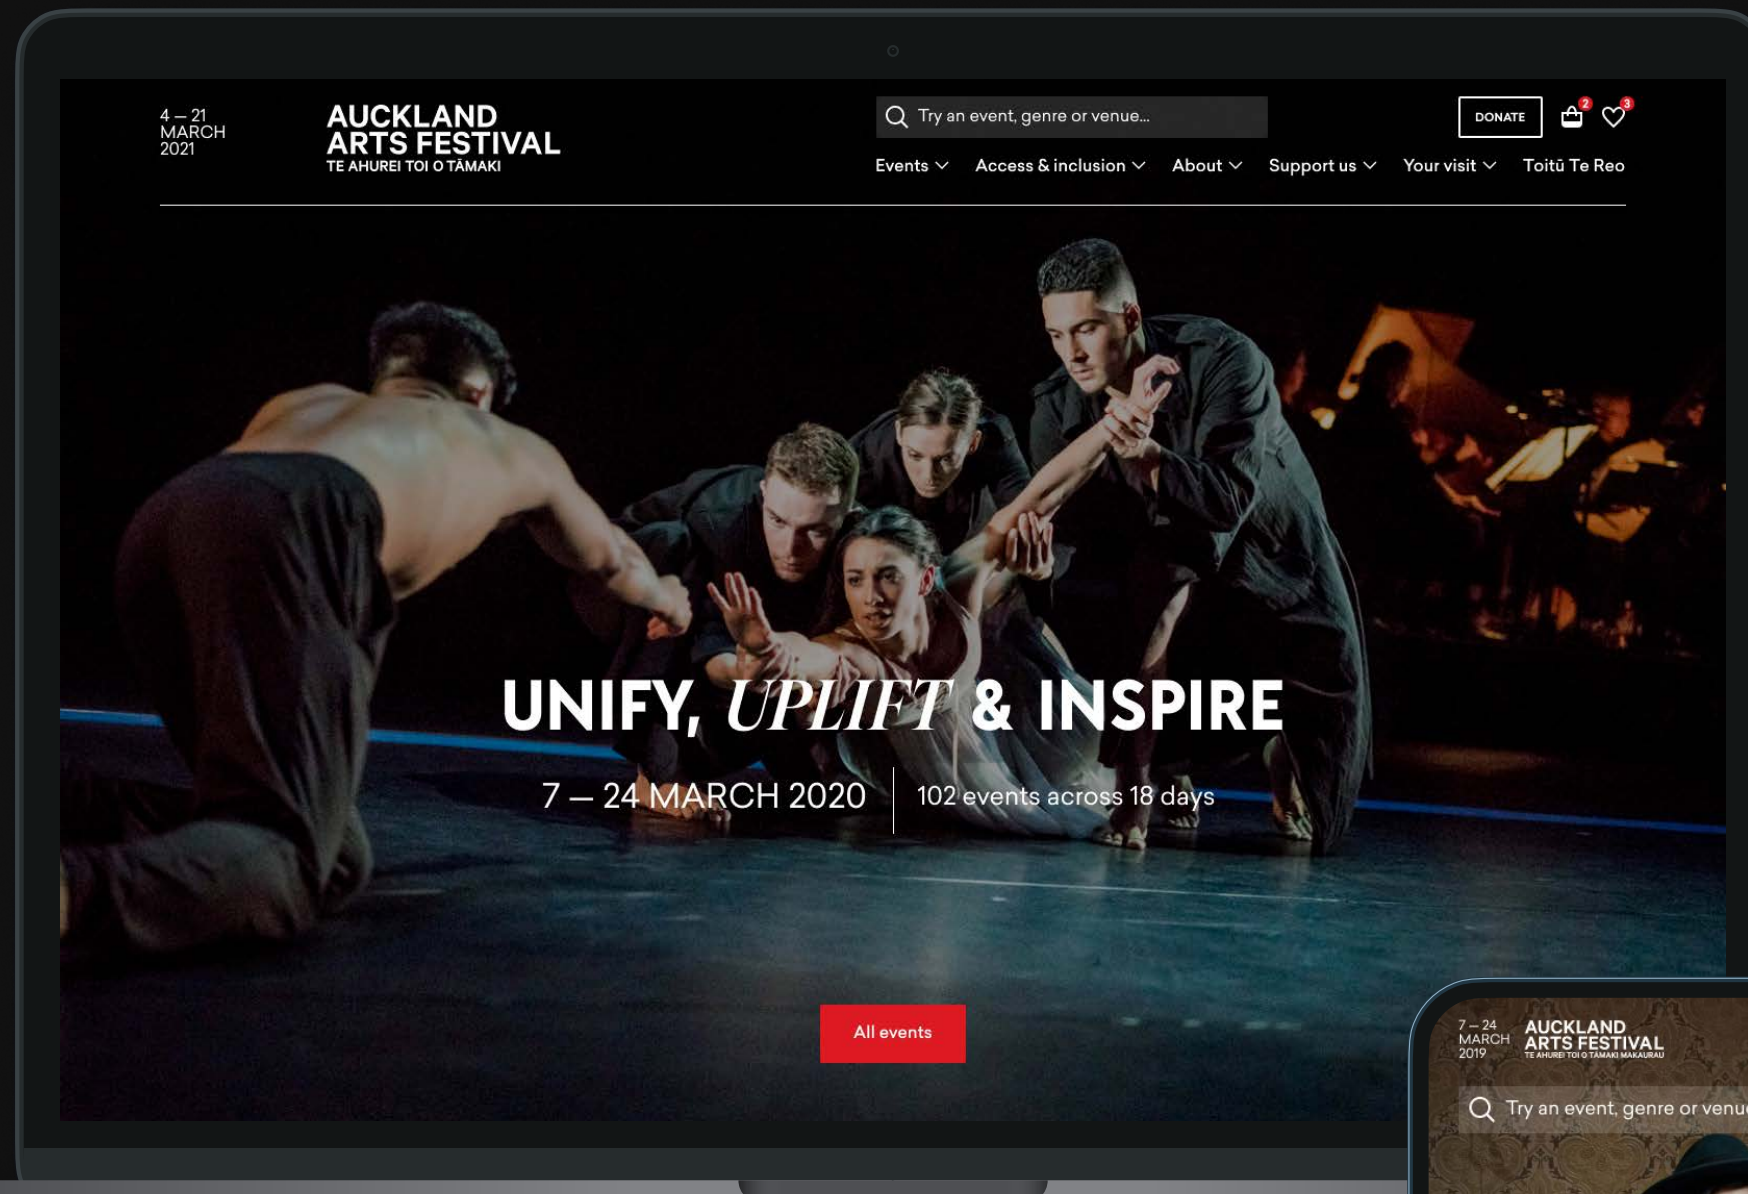 4 — 21
MARCH
2021
AUCKLAND
ARTS FESTIVAL
TE AHUREI TOI O TĀMAKI
Try an event, genre or venue...
DONATE
2
3
Events
Access & inclusion
About
Support us
Your visit
Toitū Te Reo
UNIFY, UPLIFT & INSPIRE
7 — 24 MARCH 2020
102 events across 18 days
All events
7 — 24
MARCH
2019
AUCKLAND
ARTS FESTIVAL
TE AHUREI TOI O TĀMAKI MAKAURAU
Try an event, genre or venue